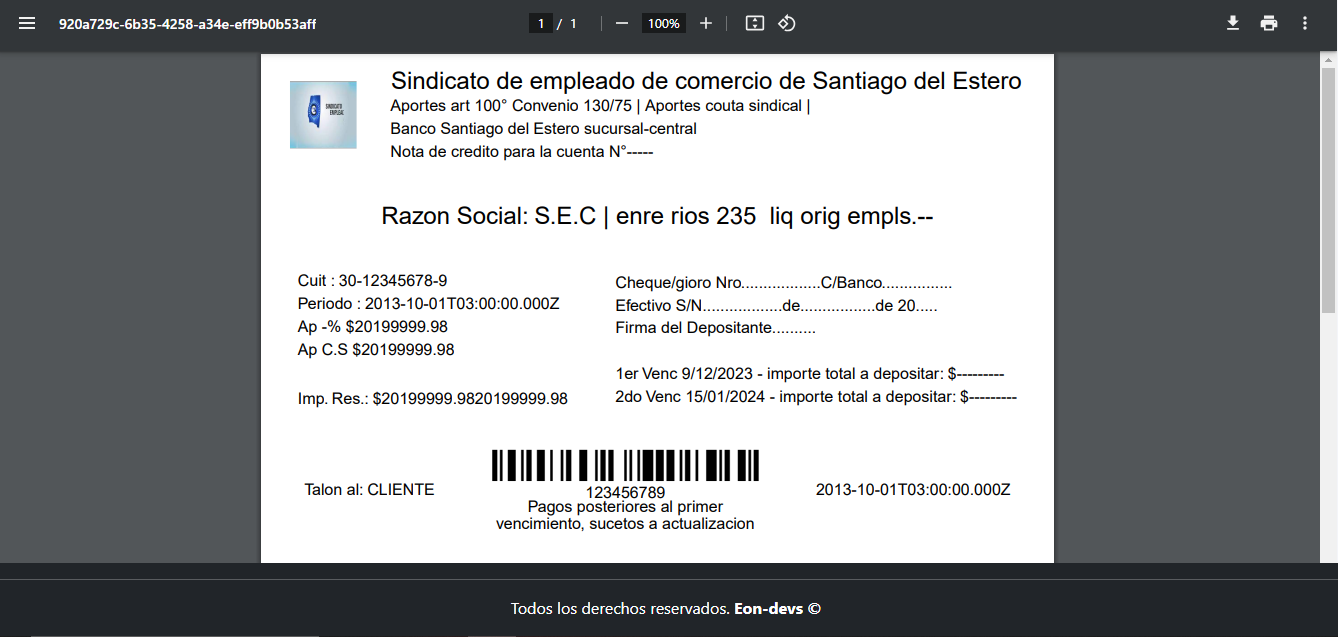 920a729c-6b35-4258-a34e-eff9b0b53aff
1 / 1
100%
Sindicato de empleado de comercio de Santiago del Estero
SINDICATO
EMPLEAC
Aportes art 100° Convenio 130/75 | Aportes couta sindical |
Banco Santiago del Estero sucursal-central
Nota de credito para la cuenta N°-----
Razon Social: S.E.C | enre rios 235 liq orig empls.--
Cuit : 30-12345678-9
Periodo : 2013-10-01T03:00:00.000Z
Ap -% $20199999.98
Ap C.S $20199999.98
Imp. Res.: $20199999.9820199999.98
Cheque/gioro Nro..................C/Banco................
Efectivo S/N..................de.................de 20.....
Firma del Depositante..........
1er Venc 9/12/2023 - importe total a depositar: $---------
2do Venc 15/01/2024 - importe total a depositar: $---------
Talon al: CLIENTE
123456789
Pagos posteriores al primer
vencimiento, sucetos a actualizacion
2013-10-01T03:00:00.000Z
Todos los derechos reservados. Eon-devs ©